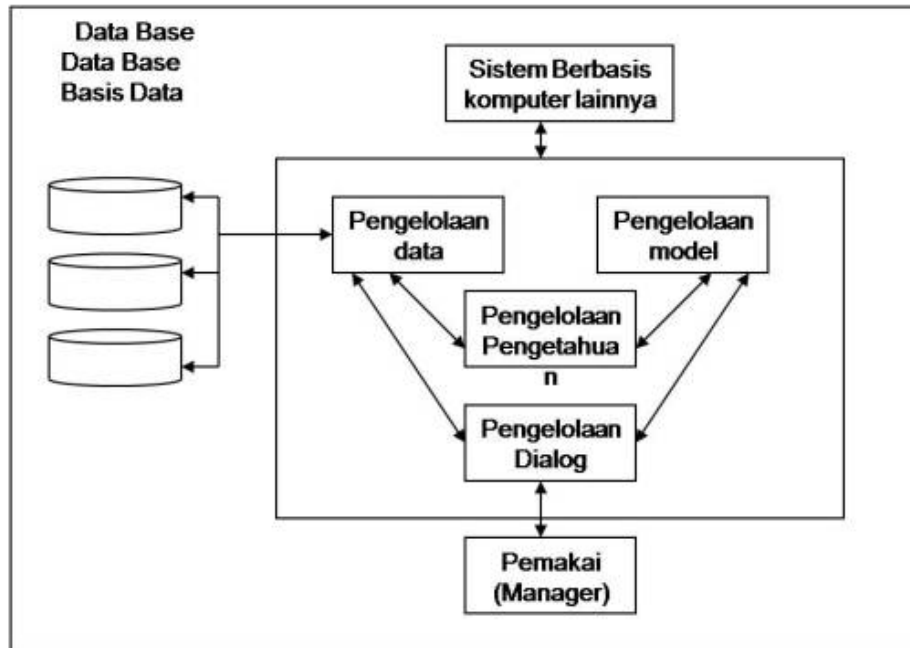 Data Base
Data Base
Basis Data
Sistem Berbasis
komputer lainnya
Pengelolaan
data
Pengelolaan
model
Pengelolaan
Pengetahua
n
Pengelolaan
Dialog
Pemakai
(Manager)